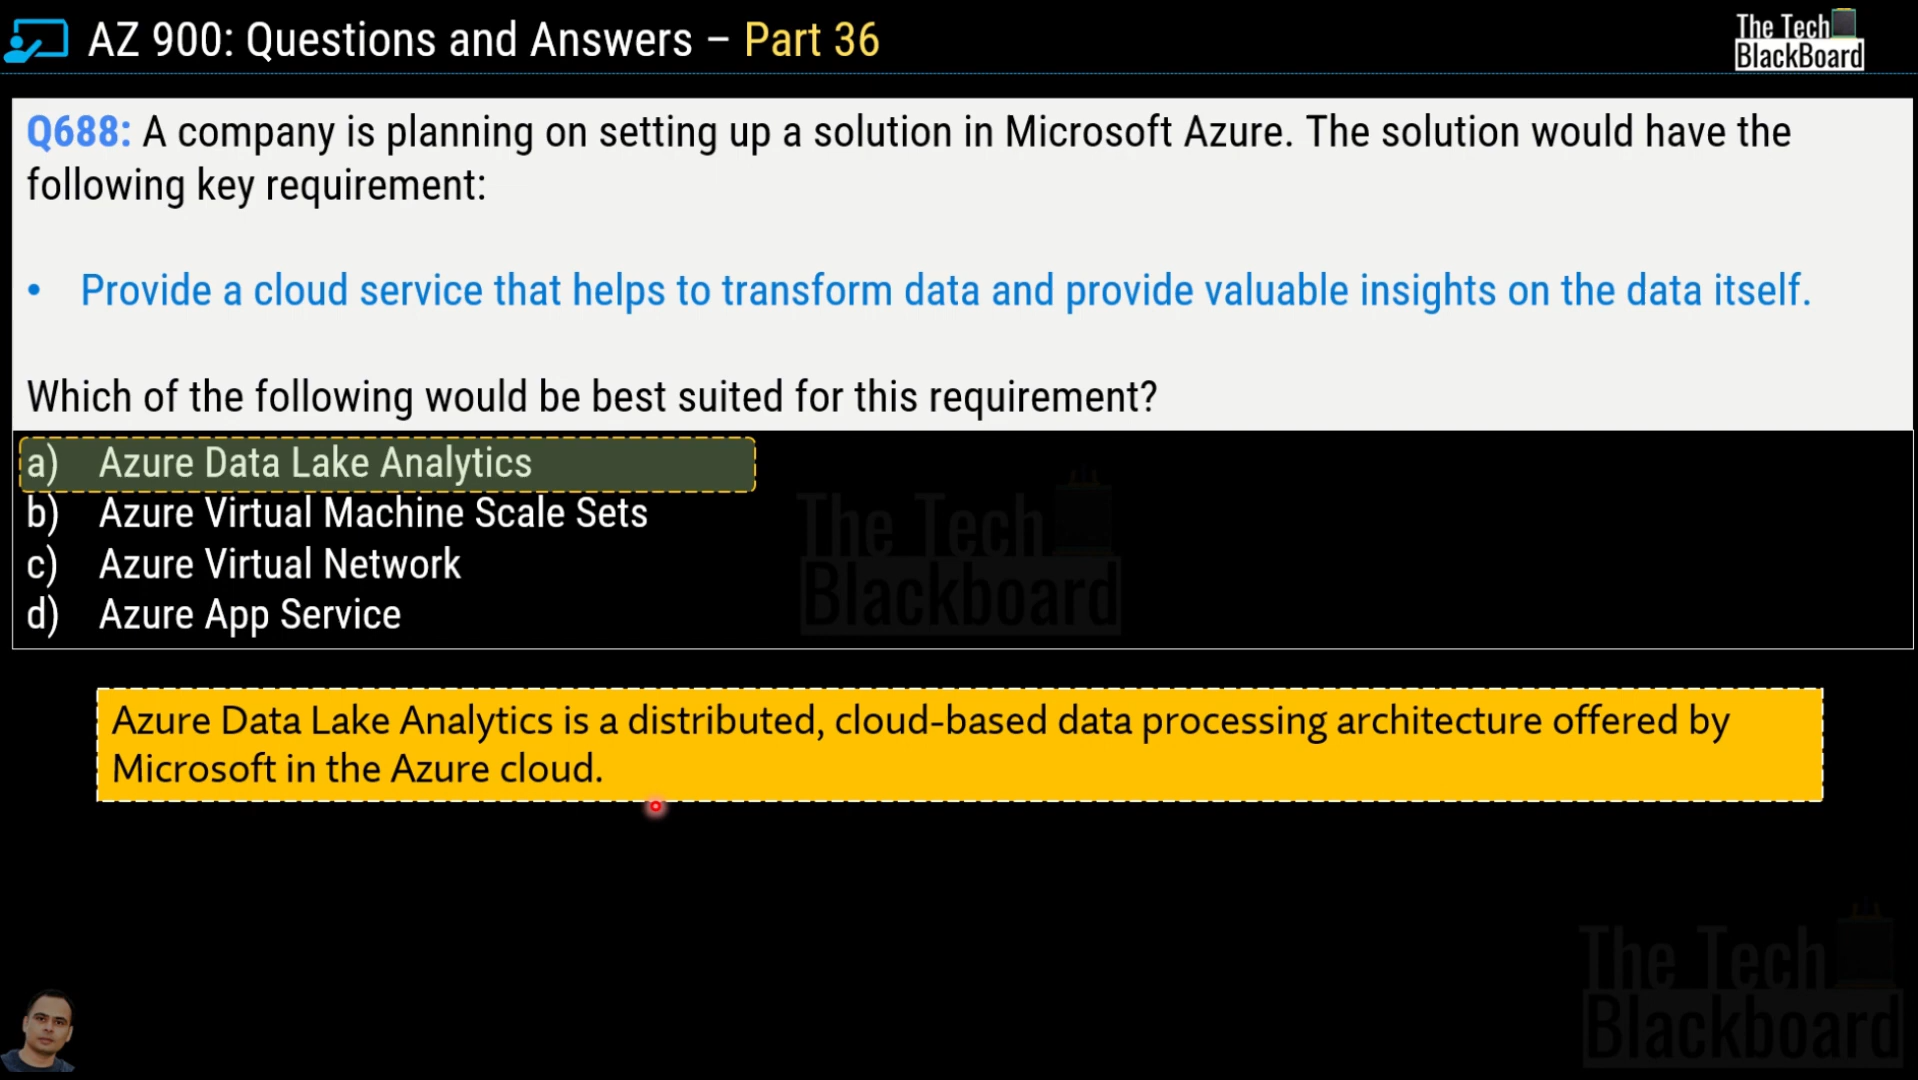 AZ 900: Questions and Answers – Part 36
The Tech
BlackBoard
Q688: A company is planning on setting up a solution in Microsoft Azure. The solution would have the
following key requirement:
• Provide a cloud service that helps to transform data and provide valuable insights on the data itself.
Which of the following would be best suited for this requirement?
a) Azure Data Lake Analytics
b) Azure Virtual Machine Scale Sets
c) Azure Virtual Network
d) Azure App Service
The Tech
Blackboard
Azure Data Lake Analytics is a distributed, cloud-based data processing architecture offered by
Microsoft in the Azure cloud.
The Tech
Blackboard